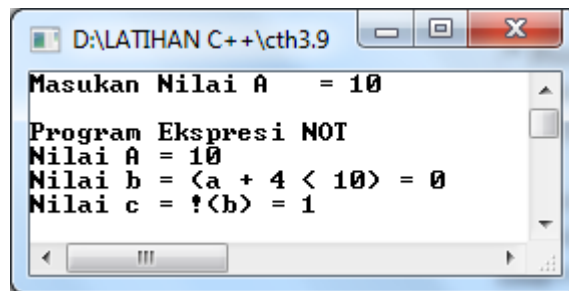 D:\LATIHAN C++\cth3.9
Masukan Nilai A   = 10
Program Ekspresi NOT
Nilai A = 10
Nilai b = (a + 4 < 10) = 0
Nilai c = !(b) = 1